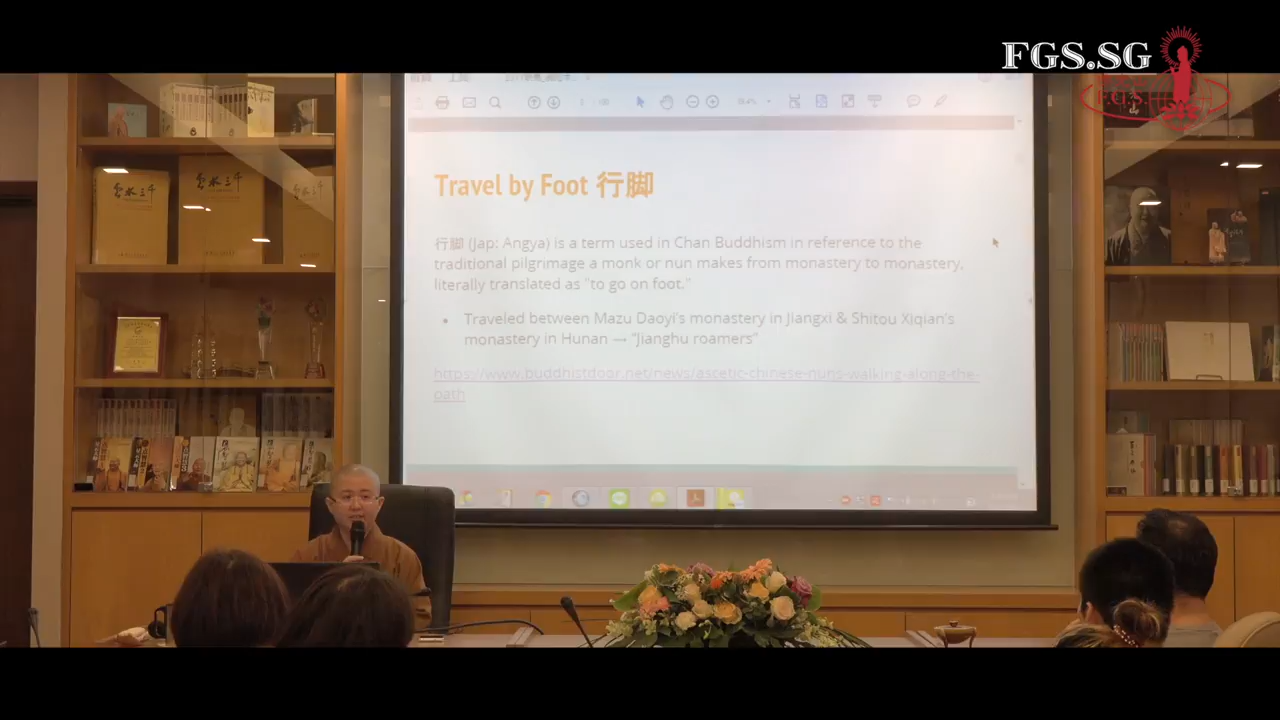 FGS.SG
F.G.S.
Travel by Foot 行脚
行脚 (Jap: Angya) is a term used in Chan Buddhism in reference to the
traditional pilgrimage a monk or nun makes from monastery to monastery,
literally translated as "to go on foot."
• Traveled between Mazu Daoyi's monastery in Jiangxi & Shitou Xiqian's
monastery in Hunan → "Jianghu roamers"
https://www.buddhistdoor.net/news/ascetic-chinese-nuns-walking-along-the-
path